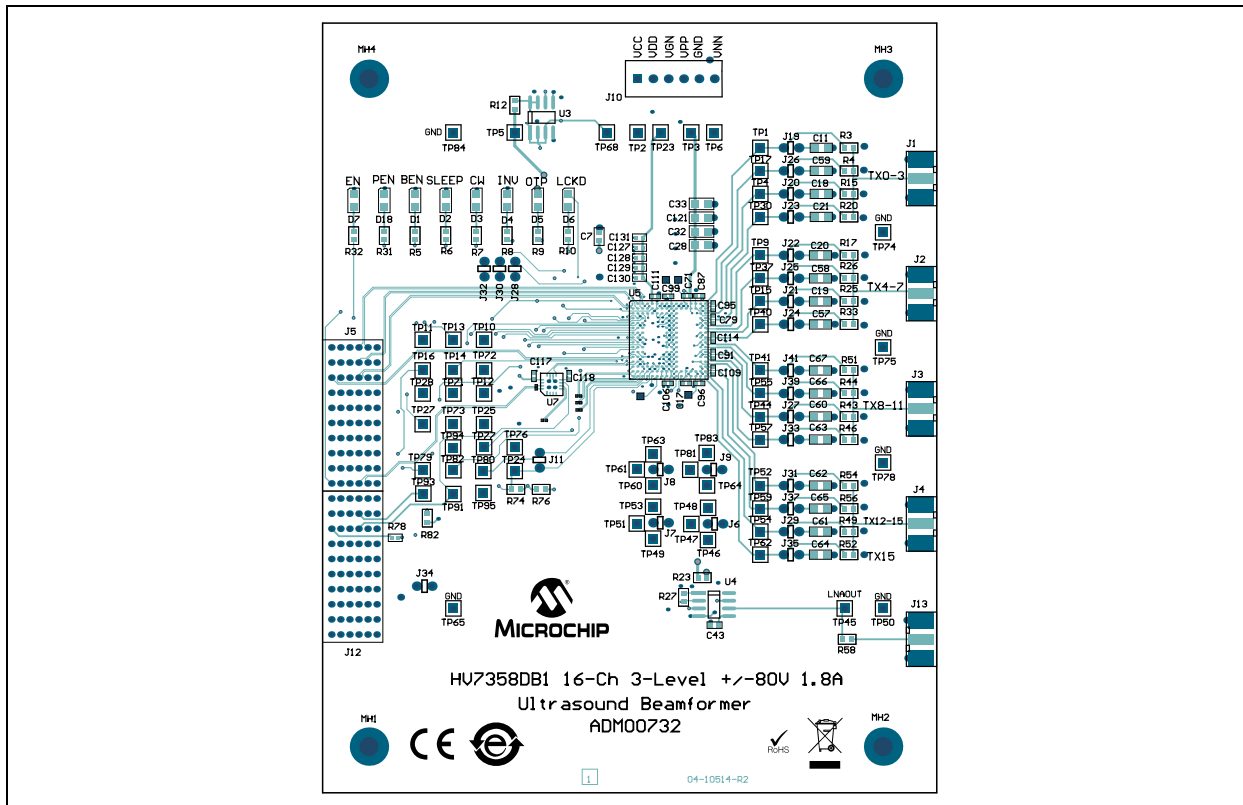 MH4
MH3
VCC VDD VGN VPP GND VNN
J10
R12
U3
GND
TP84
TP5
TP68
TP2
TP23
TP3
TP6
TP1
J19
C11
R3
J1
TP17
J26
C59
R4
TX0-3
TP4
J20
C18
R15
TP30
J23
C21
R20
GND
TP74
EN PEN BEN SLEEP CW INV OTP LCKD
D7 D18 D1 D2 D3 D4 D5 D6
R32 R31 R5 R6 R7 R8 R9 R10
C7
C33
C121
C32
C28
C131
C127
C128
C129
C130
J32 J30 J28
U5
C111
C99
C71
C87
C95
C79
C114
C91
C109
C106
C96
TP9
J22
C20
R17
J2
TP37
J25
C58
R26
TX4-7
TP15
J21
C19
R25
TP40
J24
C57
R33
GND
TP75
J5
TP11 TP13 TP10
TP16 TP14 TP72
TP28 TP71 TP12
C117
C118
U7
TP27 TP73 TP25
TP94 TP77 TP76
TP79 TP82 TP80 TP24
J11
TP93
TP91
TP95
R74 R76
R78
R82
TP41
J41
C67
R51
J3
TP55
J39
C66
R44
TX8-11
TP44
J27
C60
R43
TP57
J33
C63
R46
GND
TP78
TP63
TP61
TP60
J8
TP83
TP81
J9
TP64
TP53
TP51
J7
TP49
TP48
TP47
J6
TP46
TP52
J31
C62
R54
J4
TP59
J37
C65
R56
TX12-15
TP54
J29
C61
R49
TP62
J35
C64
R52
TX15
J34
GND
TP65
J12
R23
R27
U4
C43
LNAOUT
TP45
GND
TP50
J13
R58
MICROCHIP
HV7358DB1 16-Ch 3-Level +/-80V 1.8A
Ultrasound Beamformer
ADM00732
MH1
MH2
CE
e
RoHS
1
04-10514-R2